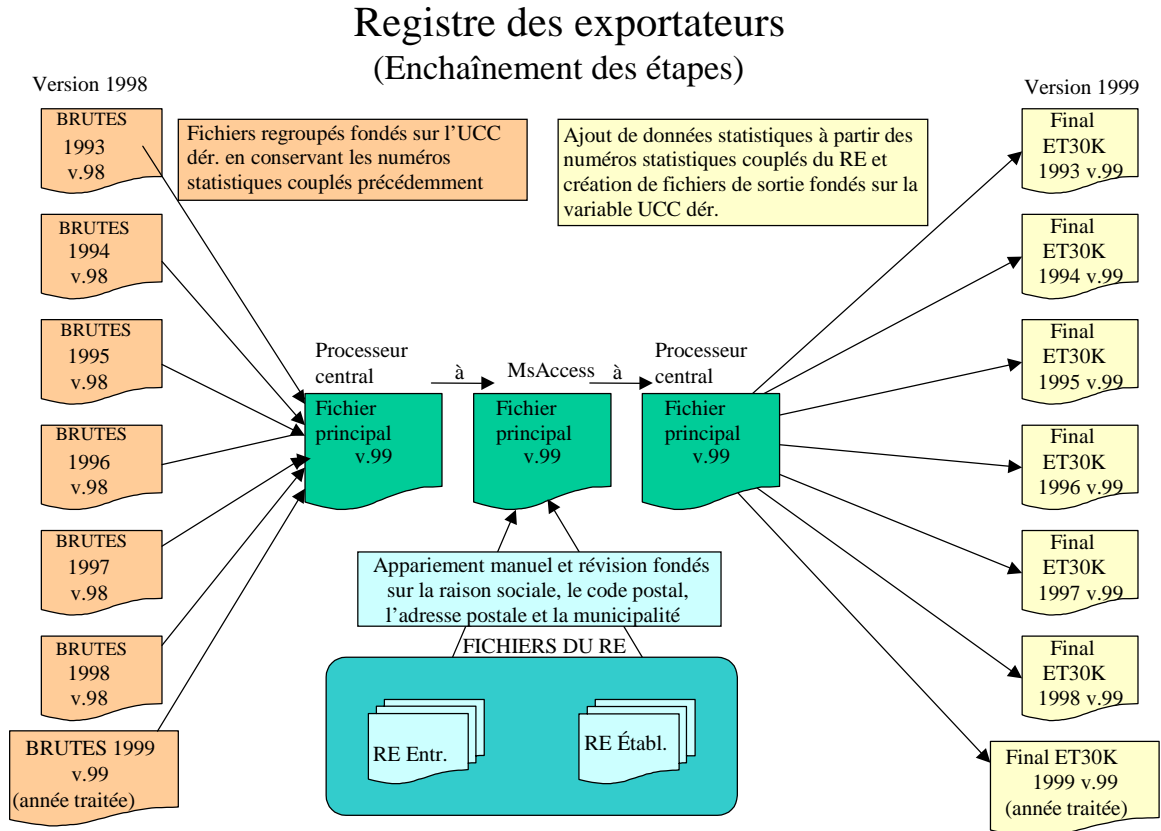 Registre des exportateurs
(Enchaînement des étapes)
Version 1998
Version 1999
BRUTES
1993
v.98
BRUTES
1994
v.98
BRUTES
1995
v.98
BRUTES
1996
v.98
BRUTES
1997
v.98
BRUTES
1998
v.98
BRUTES 1999
v.99
(année traitée)
Fichiers regroupés fondés sur l'UCC
dér. en conservant les numéros
statistiques couplés précédemment
Ajout de données statistiques à partir des
numéros statistiques couplés du RE et
création de fichiers de sortie fondés sur la
variable UCC dér.
Processeur
central
à
MsAccess
à
Processeur
central
Fichier
principal
v.99
Fichier
principal
v.99
Fichier
principal
v.99
Appariement manuel et révision fondés
sur la raison sociale, le code postal,
l'adresse postale et la municipalité
FICHIERS DU RE
RE Entr.
RE Établ.
Final
ET30K
1993 v.99
Final
ET30K
1994 v.99
Final
ET30K
1995 v.99
Final
ET30K
1996 v.99
Final
ET30K
1997 v.99
Final
ET30K
1998 v.99
Final ET30K
1999 v.99
(année traitée)